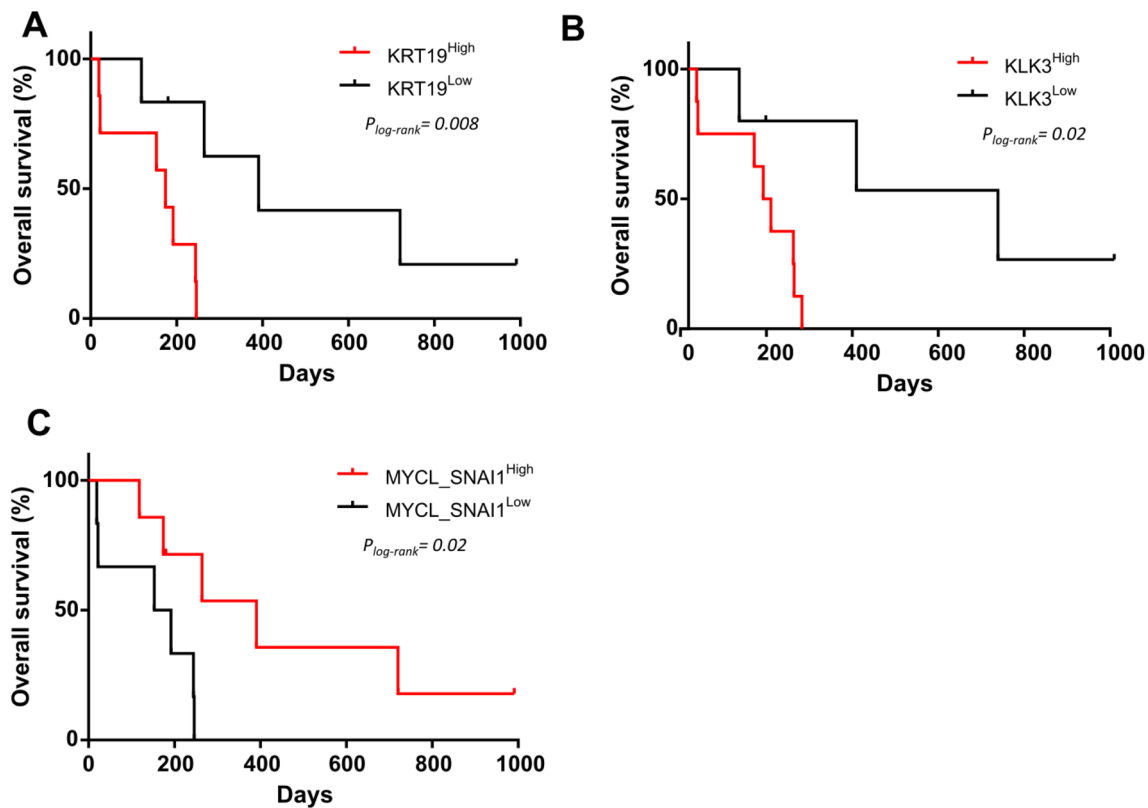 A
KRT19High
KRT19Low
Plog-rank= 0.008
Overall survival (%)
100
50
0
0 200 400 600 800 1000
Days
B
KLK3High
KLK3Low
Plog-rank= 0.02
Overall survival (%)
100
50
0
0 200 400 600 800 1000
Days
C
MYCL_SNAI1High
MYCL_SNAI1Low
Plog-rank= 0.02
Overall survival (%)
100
50
0
0 200 400 600 800 1000
Days